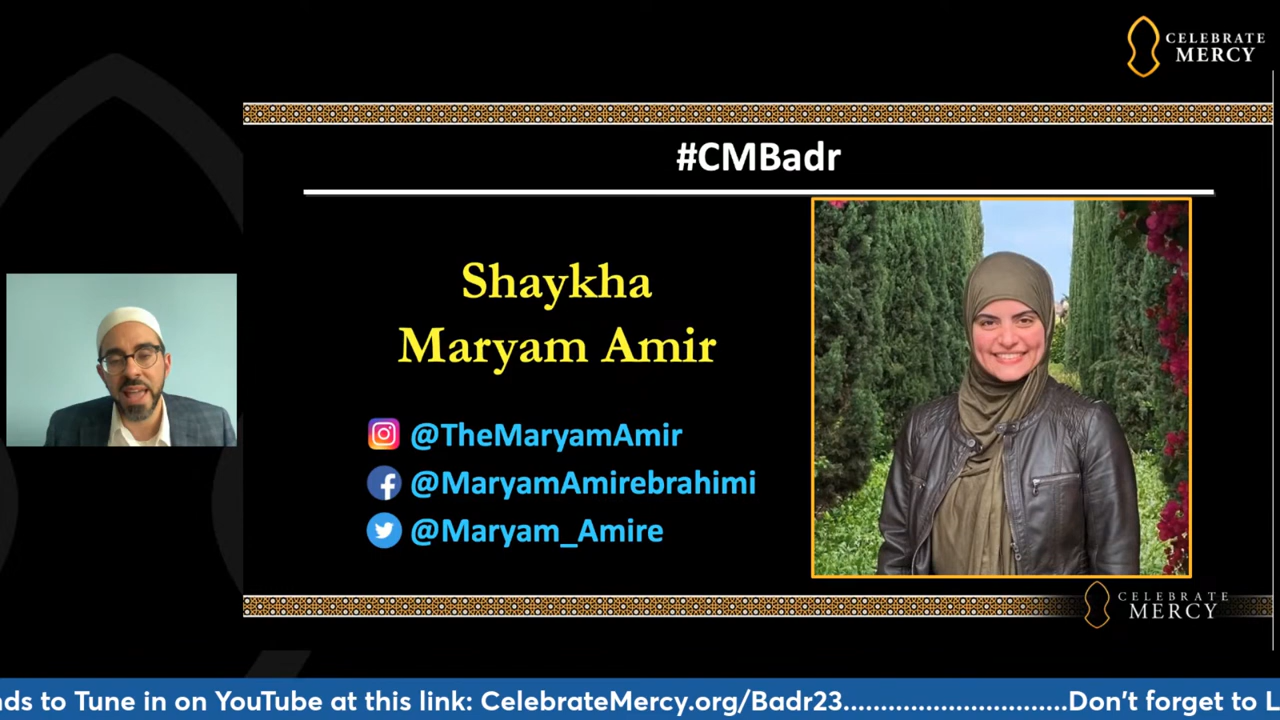 CELEBRATE
MERCY
#CMBadr
Shaykha
Maryam Amir
@TheMaryamAmir
@MaryamAmirebrahimi
@Maryam_Amire
CELEBRATE
MERCY
nds to Tune in on YouTube at this link: CelebrateMercy.org/Badr23..............................Don't forget to L